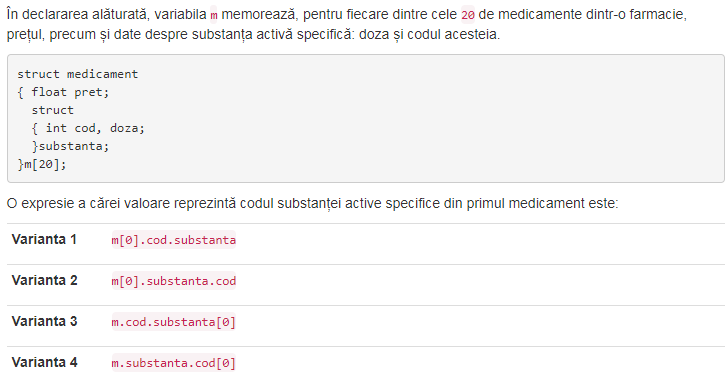 În declararea alăturată, variabila m memorează, pentru fiecare dintre cele 20 de medicamente dintr-o farmacie,
prețul, precum și date despre substanța activă specifică: doza și codul acesteia.
struct medicament
{ float pret;
  struct
  { int cod, doza;
  }substanta;
}m[20];
O expresie a cărei valoare reprezintă codul substanței active specifice din primul medicament este:
Varianta 1 m[0].cod.substanta
Varianta 2 m[0].substanta.cod
Varianta 3 m.cod.substanta[0]
Varianta 4 m.substanta.cod[0]